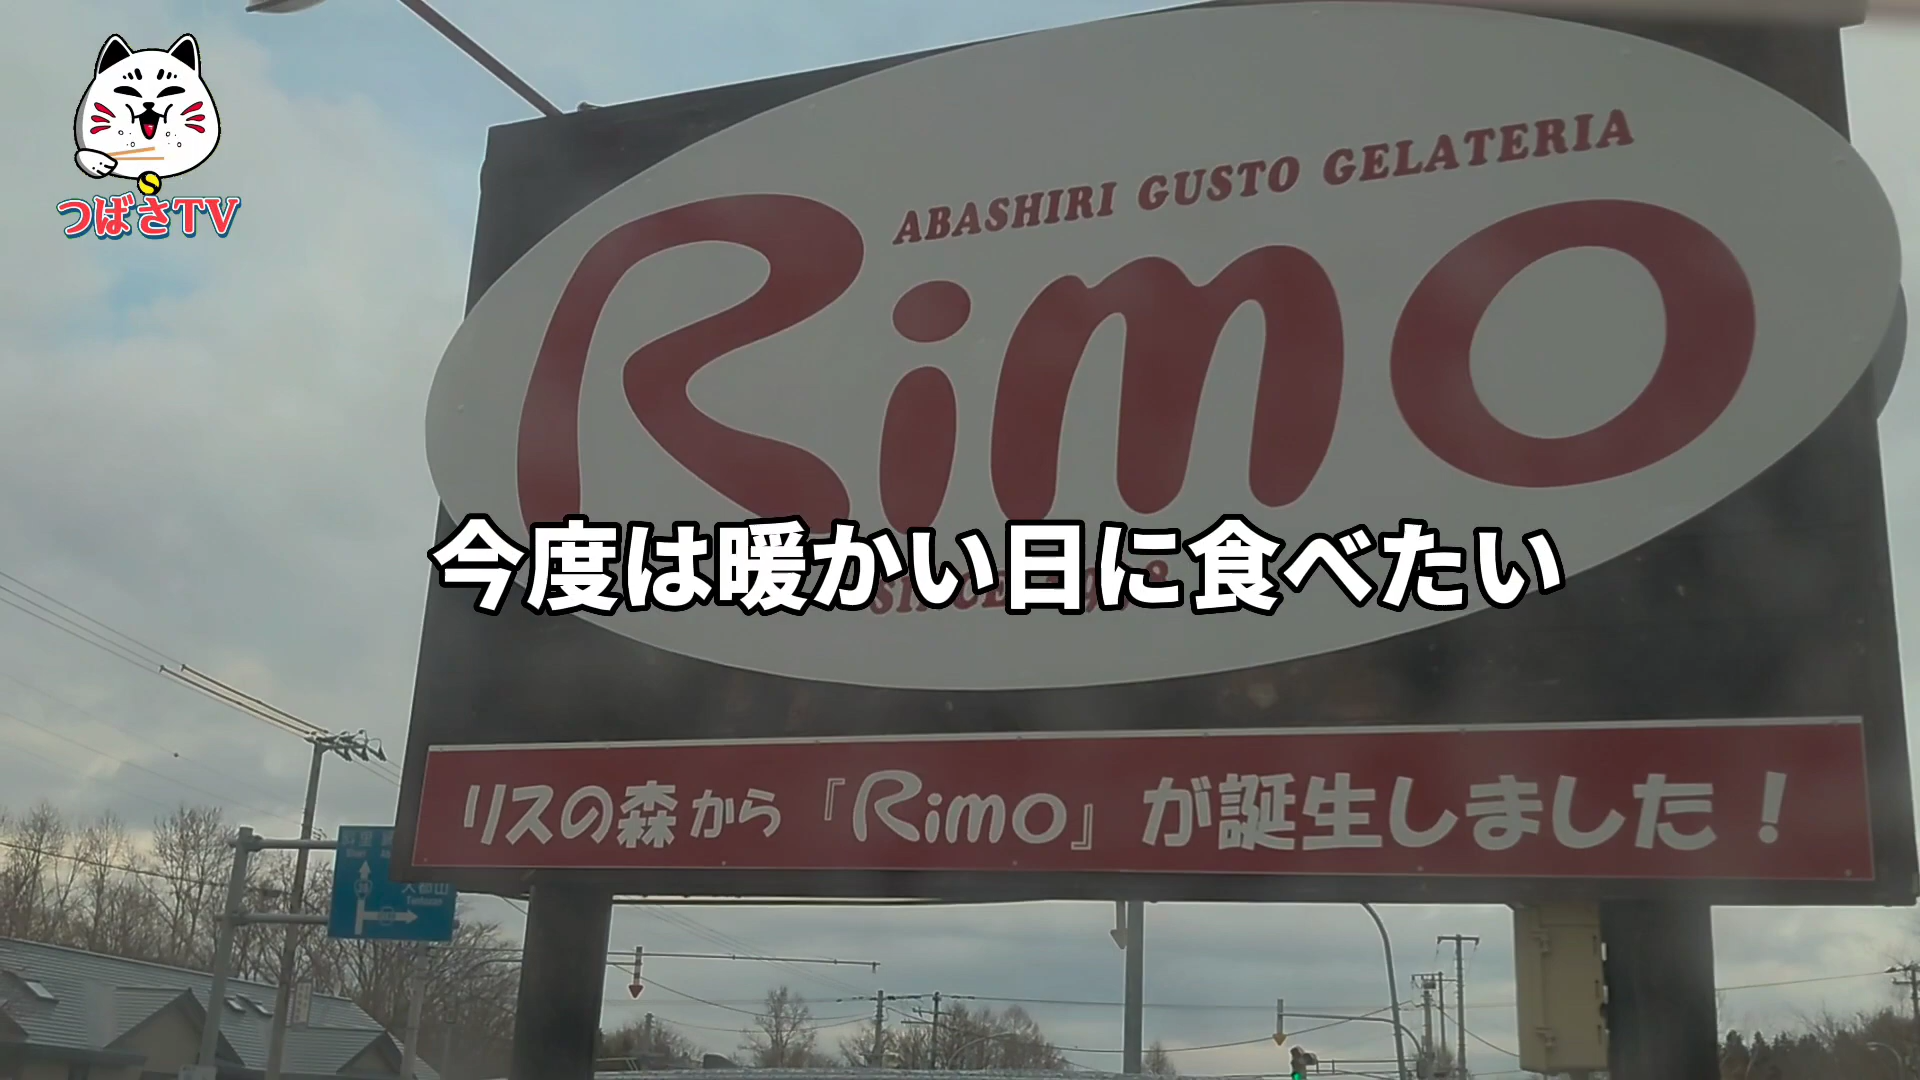 つばさTV
ABASHIRI GUSTO GELATERIA
Rimo
今度は暖かい日に食べたい
SINCE
リスの森から『Rimo』が誕生しました!